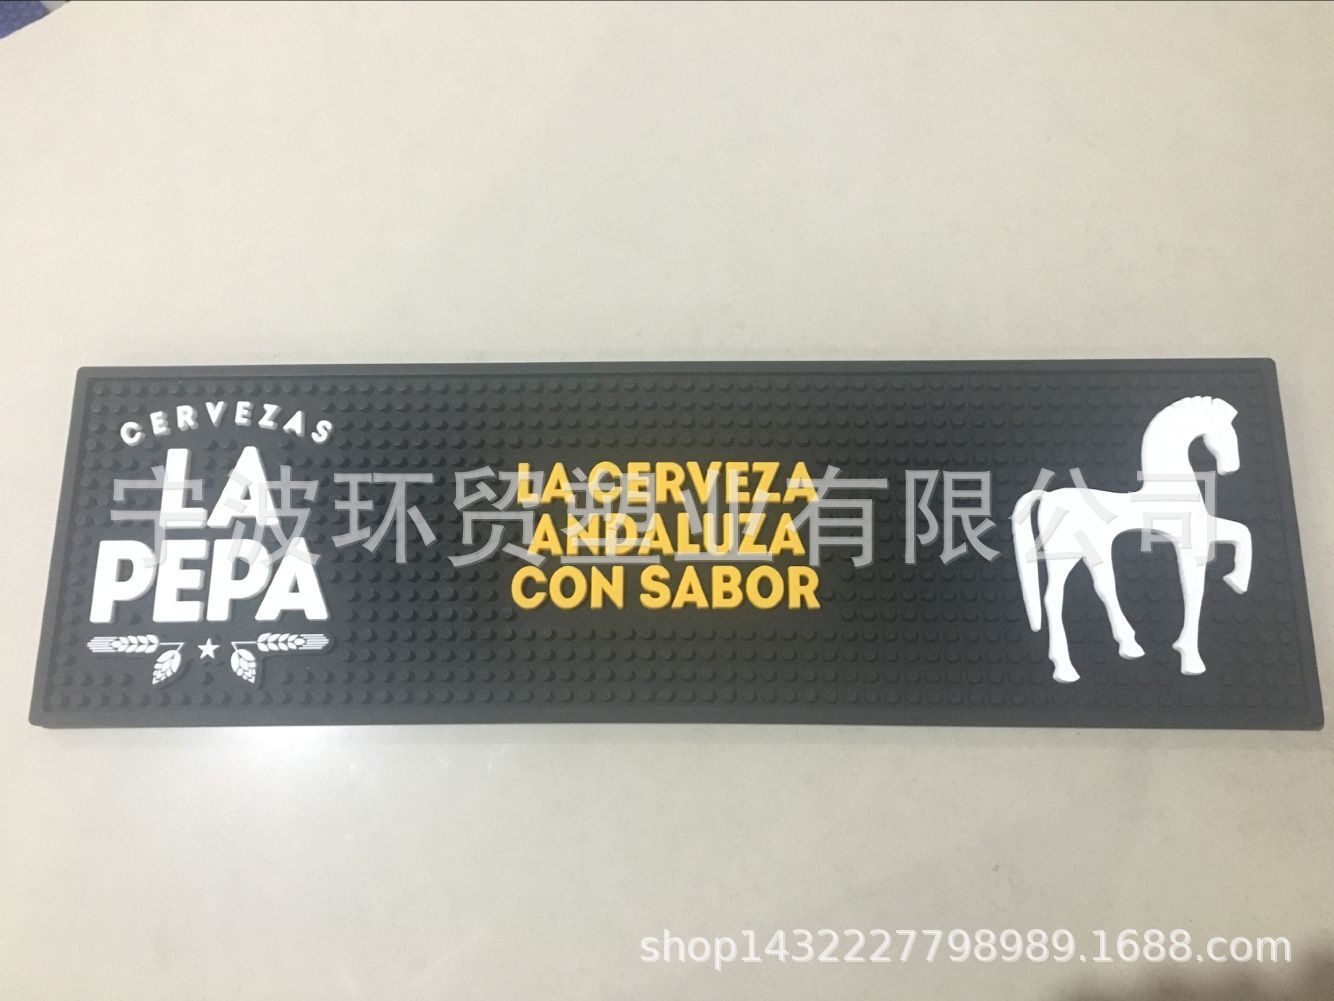 CERVEZAS
LA
PEPA
LA CERVEZA
ANDALUZA
CON SABOR
宁波环贸塑业有限公司
shop1432227798989.1688.com